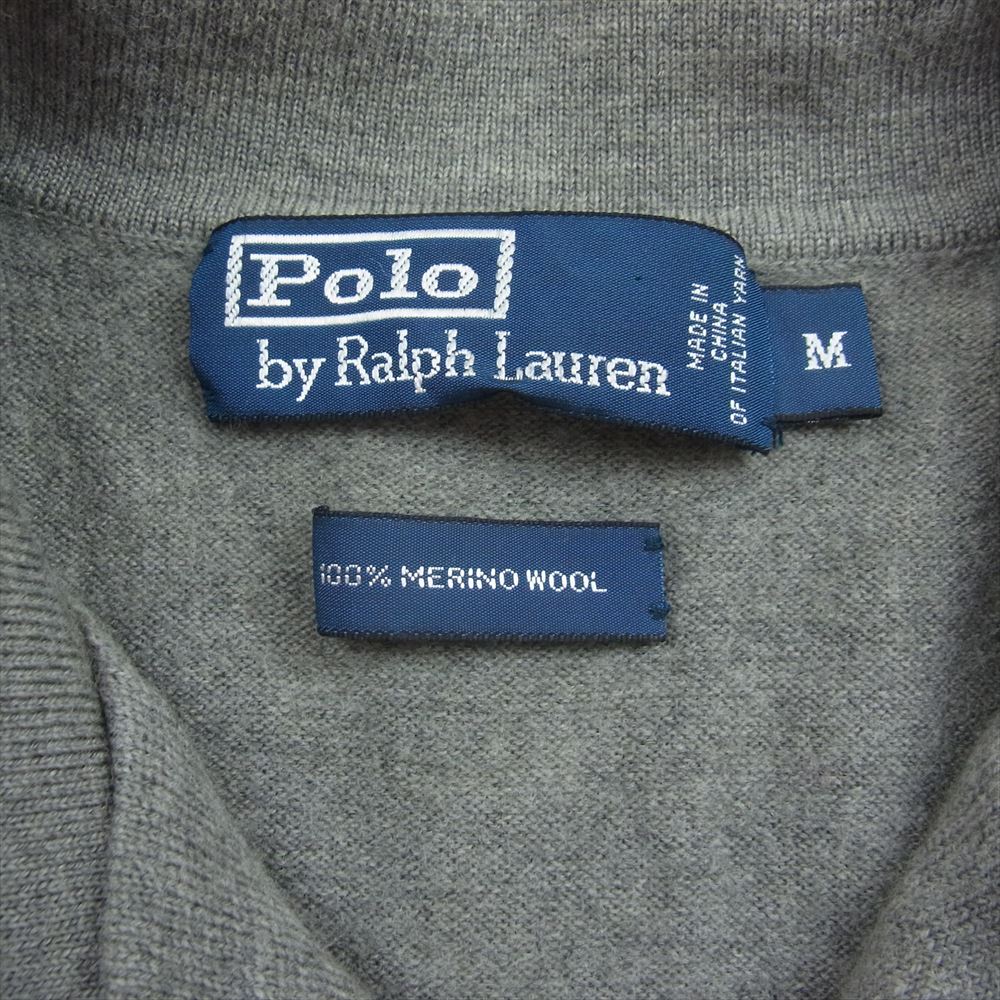 Polo
by Ralph Lauren
MADE IN
CHINA
OF ITALIAN YARN
M
100% MERINO WOOL